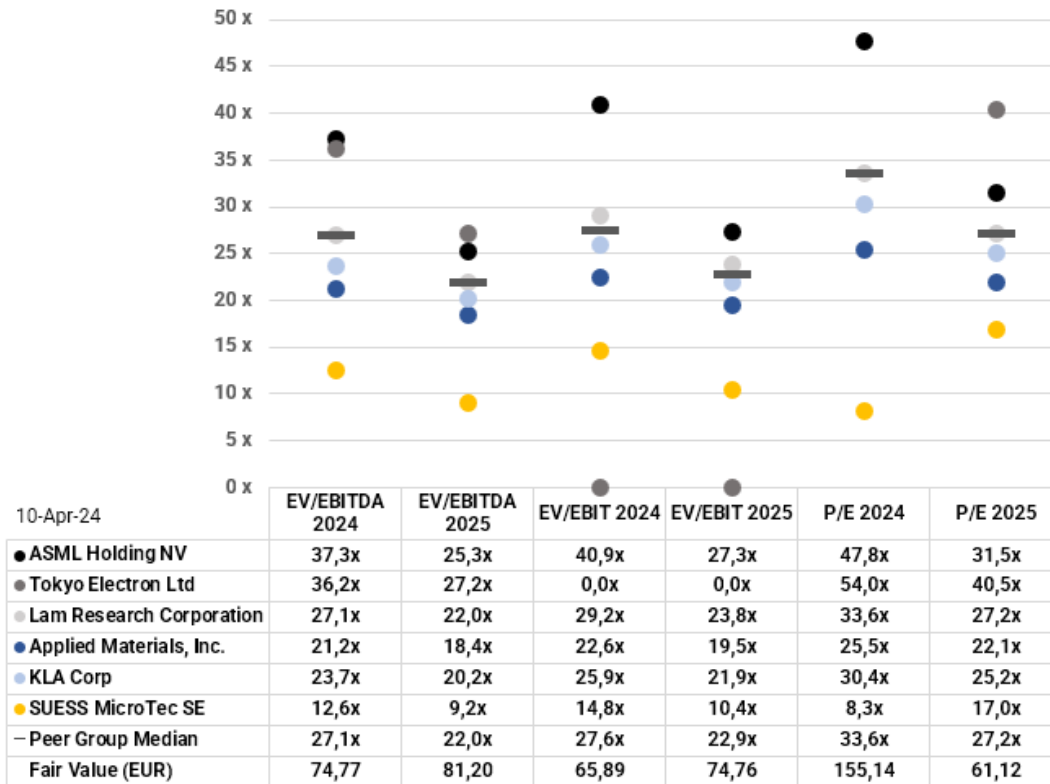 50 x
45 x
40 x
35 x
30 x
25 x
20 x
15 x
10 x
5 x
0 x
10-Apr-24 EV/EBITDA 2024 EV/EBITDA 2025 EV/EBIT 2024 EV/EBIT 2025 P/E 2024 P/E 2025
ASML Holding NV 37,3x 25,3x 40,9x 27,3x 47,8x 31,5x
Tokyo Electron Ltd 36,2x 27,2x 0,0x 0,0x 54,0x 40,5x
Lam Research Corporation 27,1x 22,0x 29,2x 23,8x 33,6x 27,2x
Applied Materials, Inc. 21,2x 18,4x 22,6x 19,5x 25,5x 22,1x
KLA Corp 23,7x 20,2x 25,9x 21,9x 30,4x 25,2x
SUESS MicroTec SE 12,6x 9,2x 14,8x 10,4x 8,3x 17,0x
Peer Group Median 27,1x 22,0x 27,6x 22,9x 33,6x 27,2x
Fair Value (EUR) 74,77 81,20 65,89 74,76 155,14 61,12